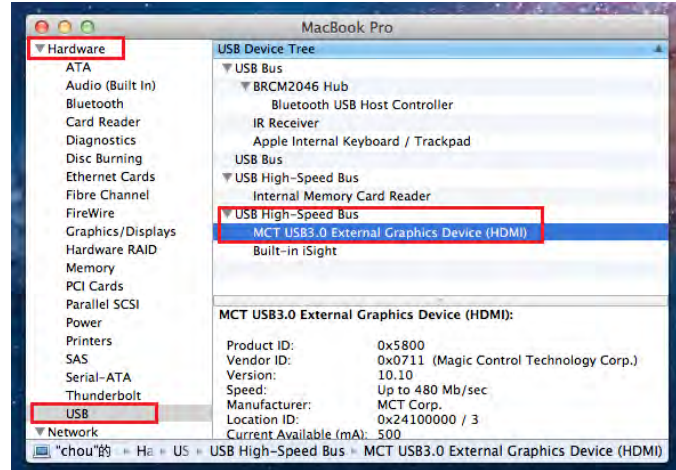 MacBook Pro
Hardware
ATA
Audio (Built In)
Bluetooth
Card Reader
Diagnostics
Disc Burning
Ethernet Cards
Fibre Channel
FireWire
Graphics/Displays
Hardware RAID
Memory
PCI Cards
Parallel SCSI
Power
Printers
SAS
Serial-ATA
Thunderbolt
USB
Network
USB Device Tree
USB Bus
BRCM2046 Hub
Bluetooth USB Host Controller
IR Receiver
Apple Internal Keyboard / Trackpad
USB Bus
USB High-Speed Bus
Internal Memory Card Reader
USB High-Speed Bus
MCT USB3.0 External Graphics Device (HDMI)
Built-in iSight
MCT USB3.0 External Graphics Device (HDMI):
Product ID: 0x5800
Vendor ID: 0x0711 (Magic Control Technology Corp.)
Version: 10.10
Speed: Up to 480 Mb/sec
Manufacturer: MCT Corp.
Location ID: 0x24100000 / 3
Current Available (mA): 500
"chou"的 Ha US USB High-Speed Bus MCT USB3.0 External Graphics Device (HDMI)